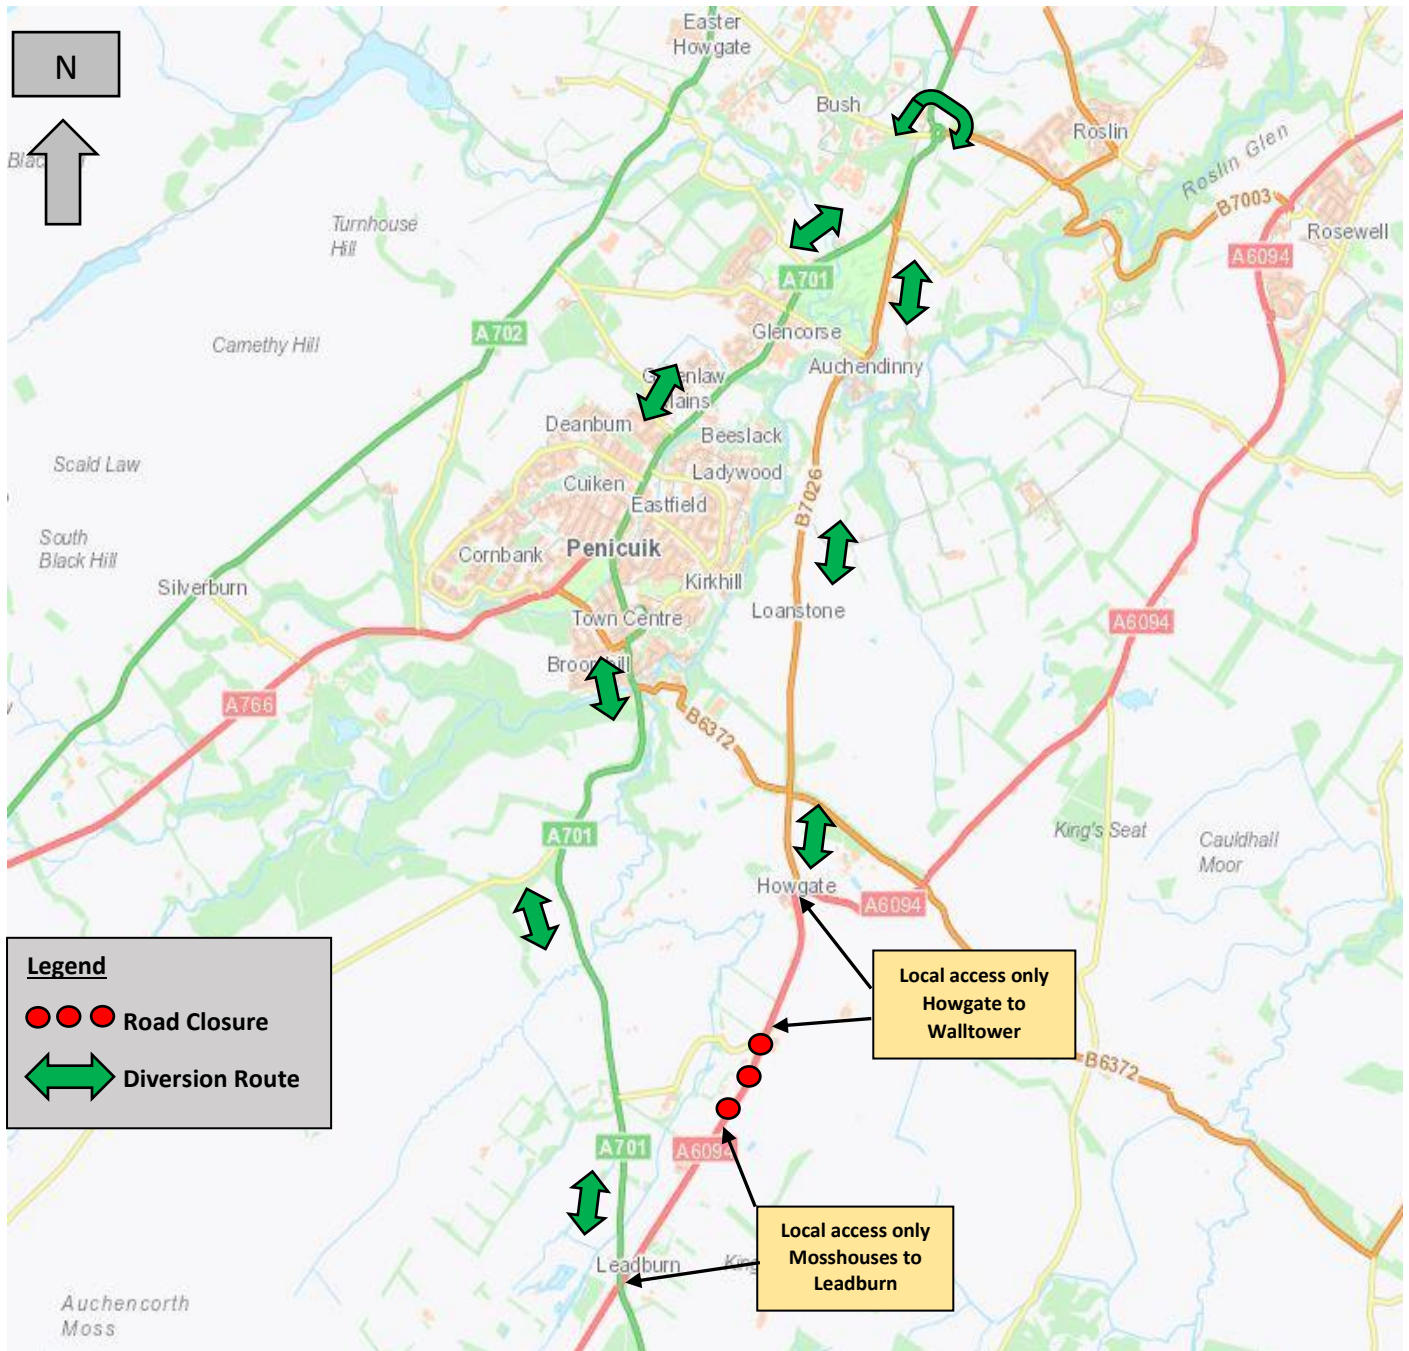 N
Easter
Howgate
Bush
Roslin
Roslin Glen
B7003
Rosewell
A6094
Turnhouse
Hill
A701
A702
Glencorse
Camethy Hill
Auchendinny
Deanburn
Beeslack
Scald Law
Ladywood
Cuiken
Eastfield
B7026
South
Black Hill
Cornbank
Penicuik
Kirkhill
Silverburn
Town Centre
Loanstone
A6094
A766
B6372
A701
King's Seat
Cauldhall
Moor
Howgate
A6094
Legend
Road Closure
Diversion Route
Local access only
Howgate to
Walltower
B6372
A701
A6094
Local access only
Mosshouses to
Leadburn
Leadburn
Auchencorth
Moss